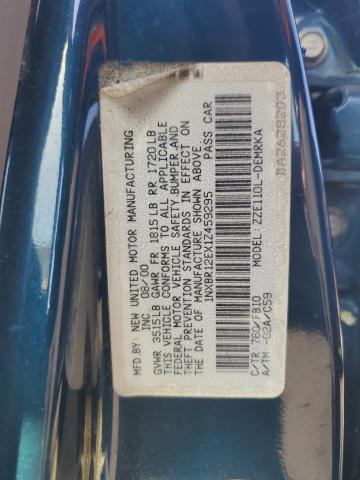 MFD.BY: NEW UNITED MOTOR MANUFACTURING
INC 08/00
GVWR 3515LB GAWR FR 1815LB RR 1720LB
THIS VEHICLE CONFORMS TO ALL APPLICABLE
FEDERAL MOTOR VEHICLE SAFETY,BUMPER,AND
THEFT PREVENTION STANDARDS IN EFFECT ON
THE DATE OF MANUFACTURE SHOWN ABOVE.
1NXBR12EX1Z459295 PASS CAR
MODEL: ZZE110L-DEMRKA
C/TR 760/FB10
A/TM -02A/C59
BA2628203